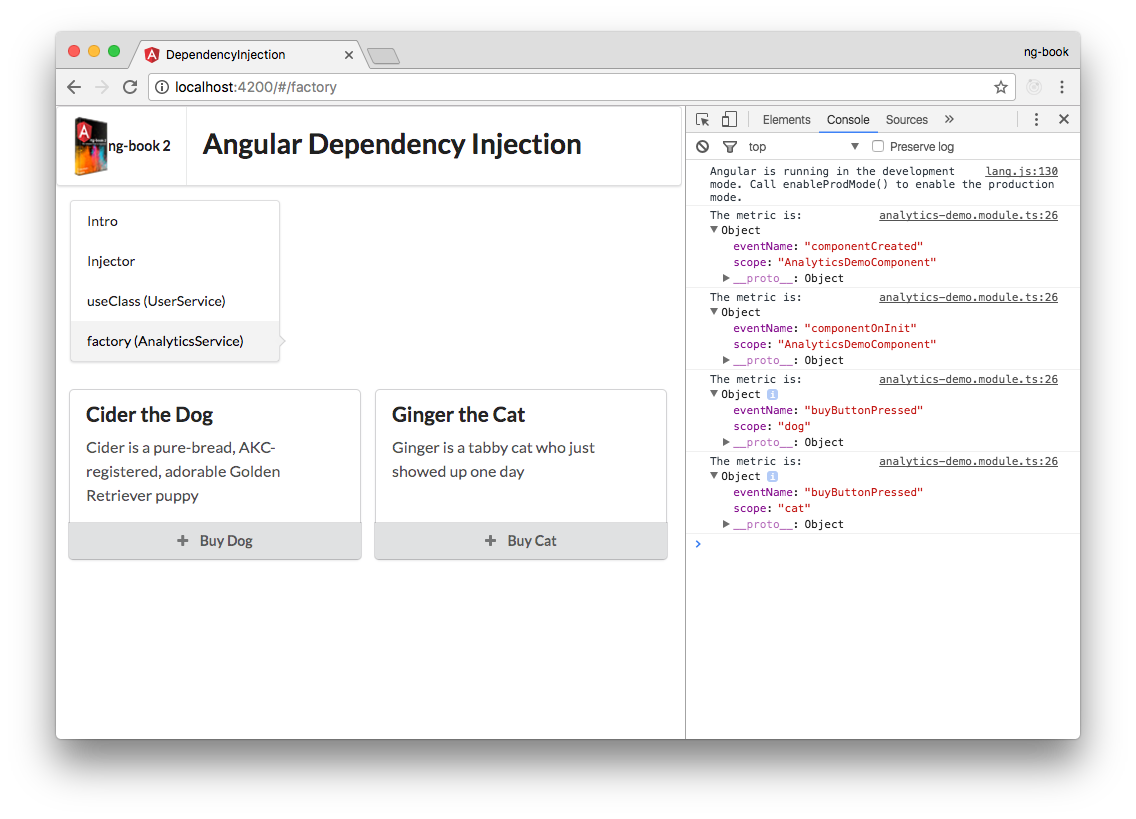 DependencyInjection
ng-book
localhost:4200/#/factory
ng-book 2
Angular Dependency Injection
Intro
Injector
useClass (UserService)
factory (AnalyticsService)
Cider the Dog
Cider is a pure-bread, AKC-
registered, adorable Golden
Retriever puppy
+ Buy Dog
Ginger the Cat
Ginger is a tabby cat who just
showed up one day
+ Buy Cat
Elements Console Sources »
top Preserve log
Angular is running in the development lang.js:130
mode. Call enableProdMode() to enable the production
mode.
The metric is: analytics-demo.module.ts:26
▼Object
eventName: "componentCreated"
scope: "AnalyticsDemoComponent"
▶__proto__: Object
The metric is: analytics-demo.module.ts:26
▼Object
eventName: "componentOnInit"
scope: "AnalyticsDemoComponent"
▶__proto__: Object
The metric is: analytics-demo.module.ts:26
▼Object i
eventName: "buyButtonPressed"
scope: "dog"
▶__proto__: Object
The metric is: analytics-demo.module.ts:26
▼Object i
eventName: "buyButtonPressed"
scope: "cat"
▶__proto__: Object